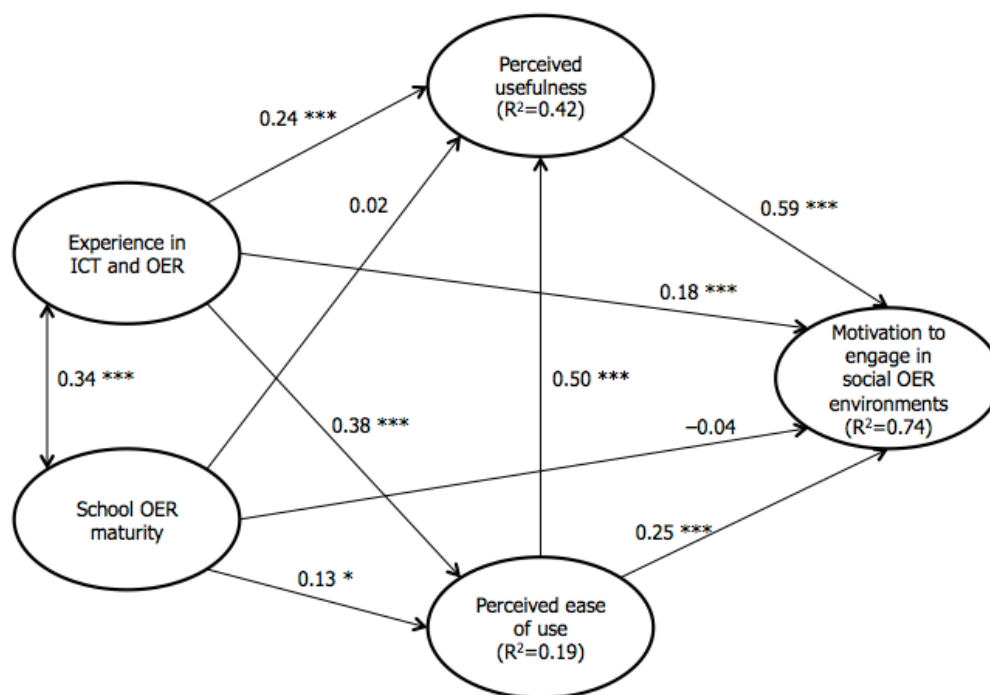 Perceived
usefulness
(R²=0.42)
0.24 ***
0.02
0.59 ***
Experience in
ICT and OER
0.18 ***
Motivation to
engage in
social OER
environments
(R²=0.74)
0.34 ***
0.50 ***
0.38 ***
–0.04
School OER
maturity
0.25 ***
0.13 *
Perceived ease
of use
(R²=0.19)